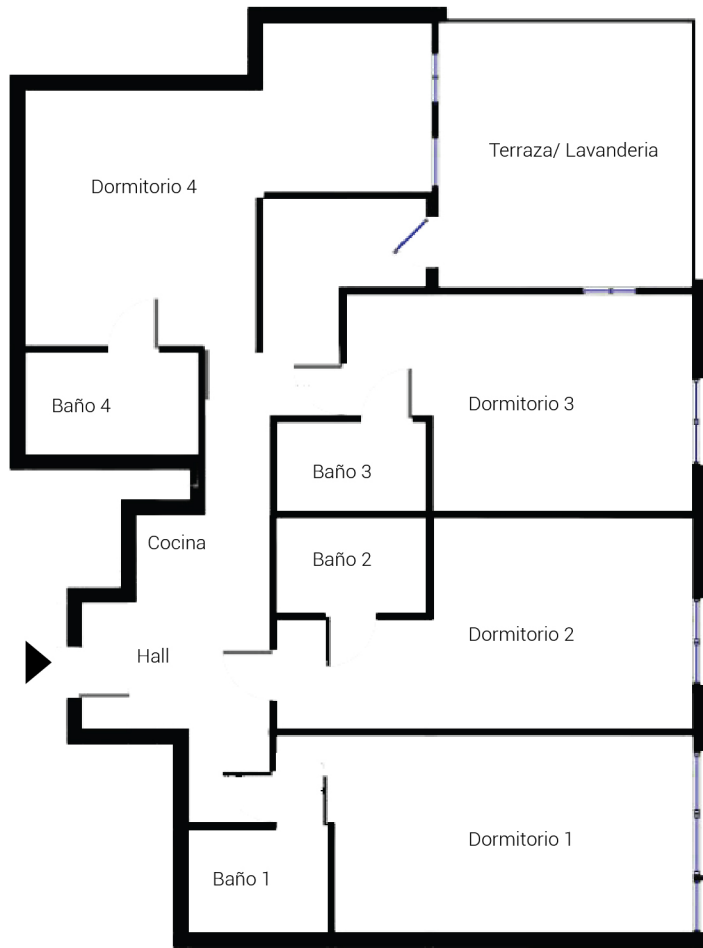 Terraza/ Lavanderia
Dormitorio 4
Baño 4
Dormitorio 3
Baño 3
Cocina
Baño 2
Dormitorio 2
Hall
Dormitorio 1
Baño 1